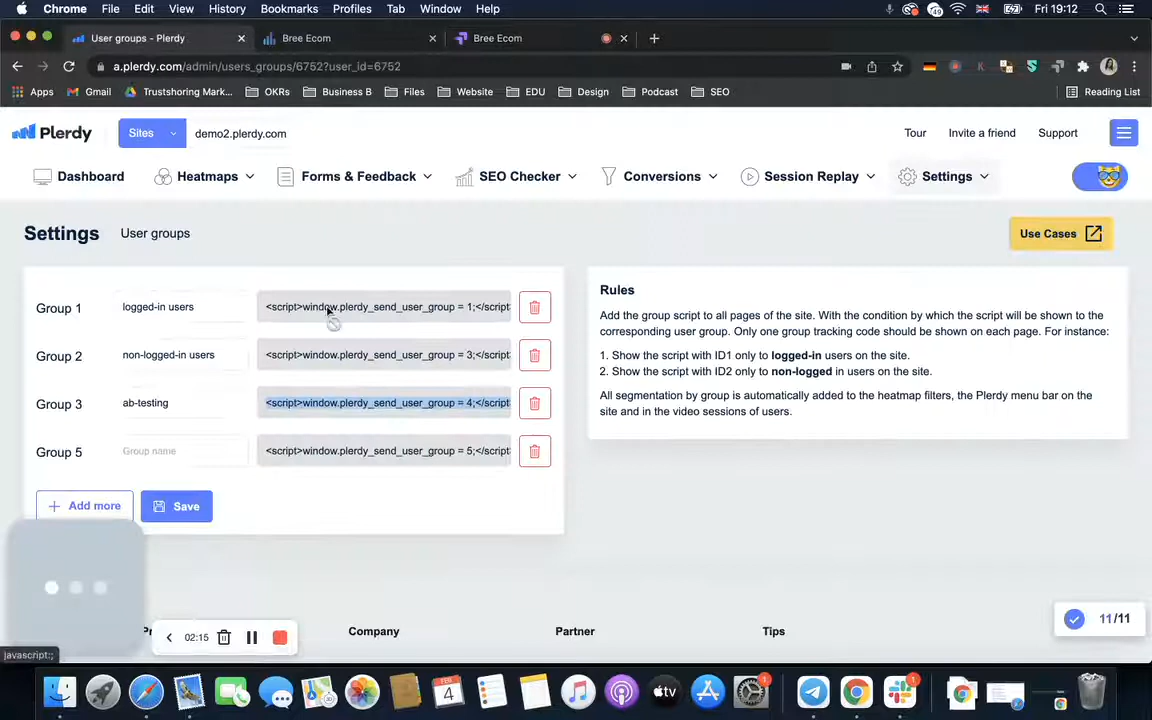 Chrome File Edit View History Bookmarks Profiles Tab Window Help
49
Fri 19:12
User groups - Plerdy
Bree Ecom
Bree Ecom
a.plerdy.com/admin/users_groups/6752?user_id=6752
Apps Gmail Trustshoring Mark... OKRs Business B Files Website EDU Design Podcast SEO Reading List
Plerdy
Sites
demo2.plerdy.com
Tour Invite a friend Support
Dashboard Heatmaps Forms & Feedback SEO Checker Conversions Session Replay Settings
Settings
User groups
Use Cases
Group 1 logged-in users <script>window.plerdy_send_user_group = 1;</script
Group 2 non-logged-in users <script>window.plerdy_send_user_group = 3;</script
Group 3 ab-testing <script>window.plerdy_send_user_group = 4;</script
Group 5 Group name <script>window.plerdy_send_user_group = 5;</script
Add more
Save
Rules
Add the group script to all pages of the site. With the condition by which the script will be shown to the
corresponding user group. Only one group tracking code should be shown on each page. For instance:
1. Show the script with ID1 only to logged-in users on the site.
2. Show the script with ID2 only to non-logged in users on the site.
All segmentation by group is automatically added to the heatmap filters, the Plerdy menu bar on the
site and in the video sessions of users.
11/11
02:15
Pr
Company
Partner
Tips
javascript:;
FEB
4
1
1